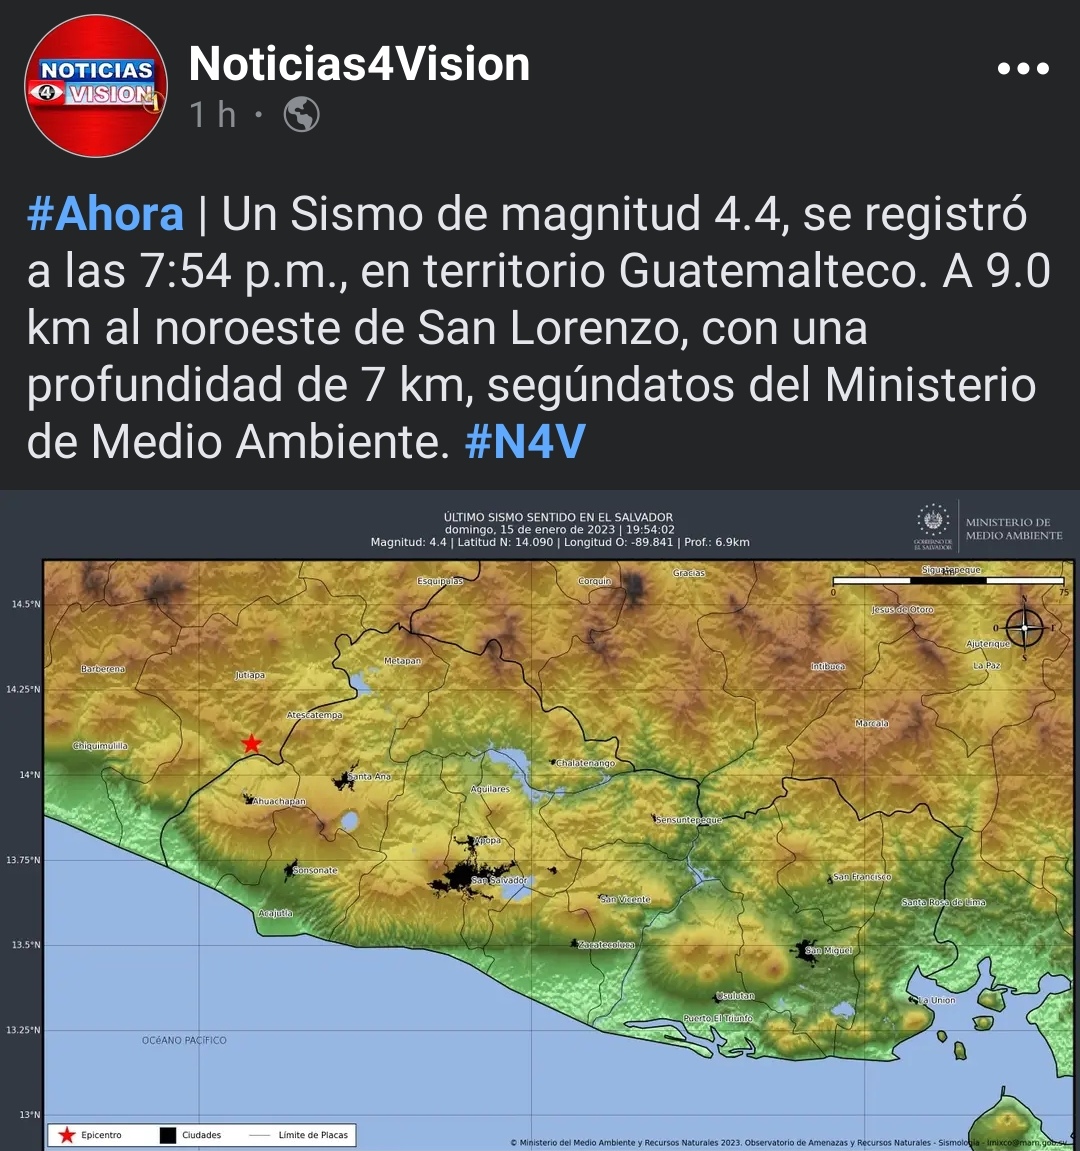 NOTICIAS
4 VISION
Noticias4Vision
1 h ·
#Ahora | Un Sismo de magnitud 4.4, se registró
a las 7:54 p.m., en territorio Guatemalteco. A 9.0
km al noroeste de San Lorenzo, con una
profundidad de 7 km, segúndatos del Ministerio
de Medio Ambiente. #N4V
ÚLTIMO SISMO SENTIDO EN EL SALVADOR
domingo, 15 de enero de 2023 | 19:54:02
Magnitud: 4.4 | Latitud N: 14.090 | Longitud O: -89.841 | Prof.: 6.9km
GOBIERNO DE
EL SALVADOR
MINISTERIO DE
MEDIO AMBIENTE
Esquipulas
Corquín
Gracias
Siguatepeque
km
0
75
14.5°N
Jesus de Otoro
N
O
E
S
Ajuterique
Barberena
Jutiapa
Metapan
Intibuca
La Paz
14.25°N
Atescatempa
Marcala
Chiquimulilla
14°N
Santa Ana
Chalatenango
Aguilares
Ahuachapan
Sensuntepeque
Apopa
13.75°N
Sonsonate
San Salvador
San Francisco
San Vicente
Santa Rosa de Lima
Acajutla
13.5°N
Zacatecoluca
San Miguel
Usulutan
La Union
Puerto El Triunfo
13.25°N
OCéANO PACíFICO
13°N
Epicentro
Ciudades
Límite de Placas
© Ministerio del Medio Ambiente y Recursos Naturales 2023. Observatorio de Amenazas y Recursos Naturales - Sismología - lmixco@marn.gob.sv